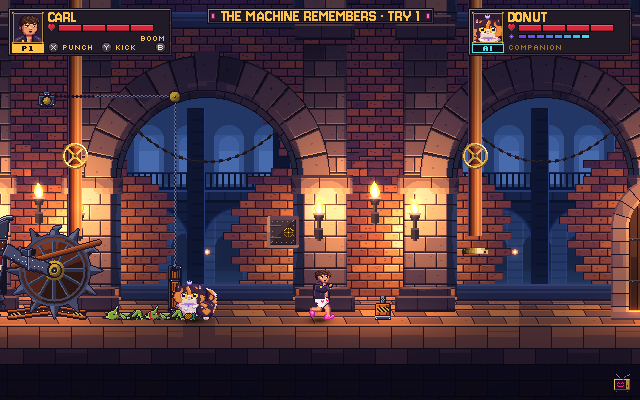 CARL
P1
X PUNCH Y KICK
BOOM
B
THE MACHINE REMEMBERS · TRY 1
DONUT
AI
COMPANION